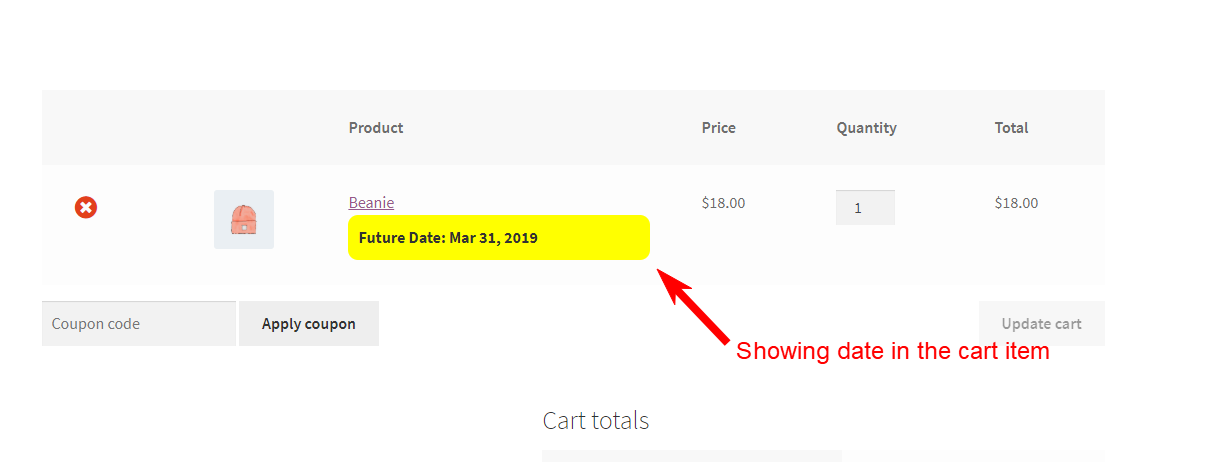 Product Price Quantity Total
Beanie $18.00 1 $18.00
Future Date: Mar 31, 2019
Coupon code Apply coupon Update cart
Showing date in the cart item
Cart totals